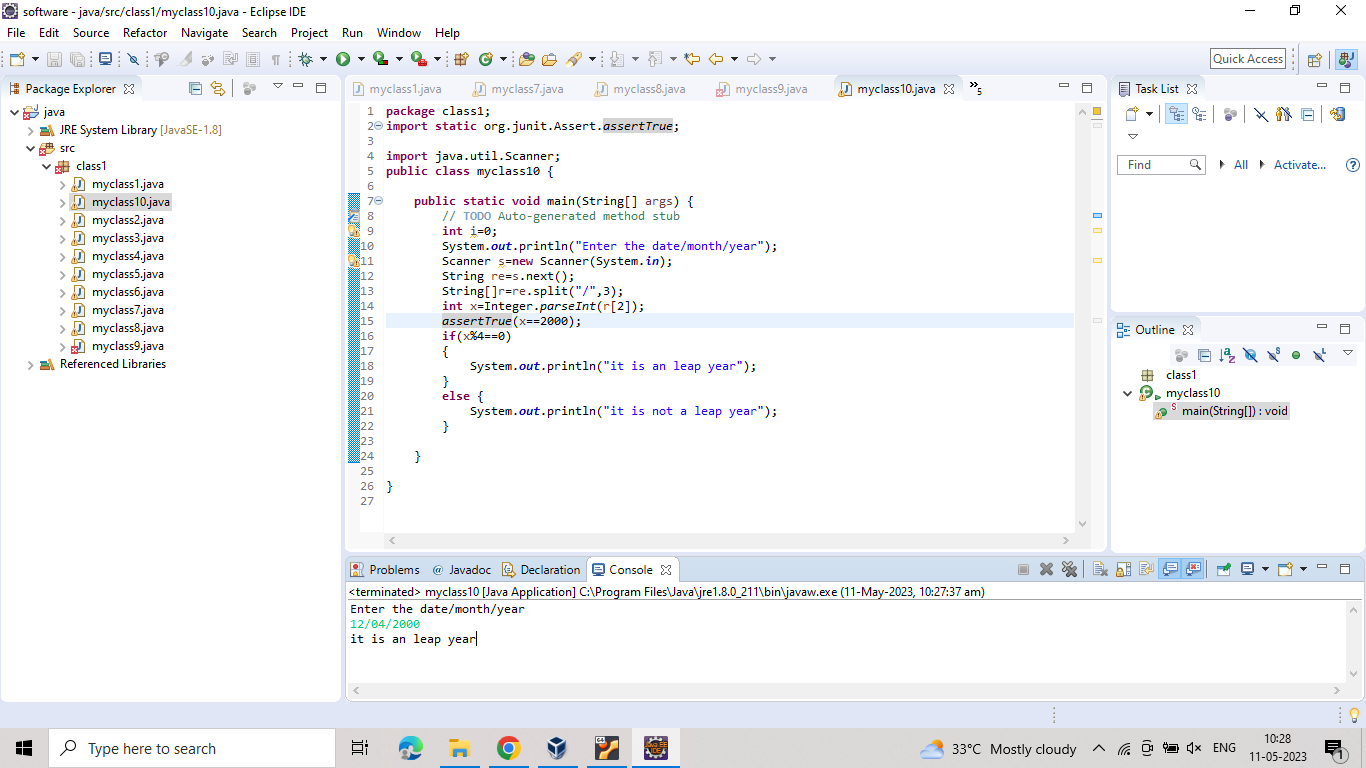 software - java/src/class1/myclass10.java - Eclipse IDE
File Edit Source Refactor Navigate Search Project Run Window Help
Quick Access
Package Explorer
java
JRE System Library [JavaSE-1.8]
src
class1
myclass1.java
myclass10.java
myclass2.java
myclass3.java
myclass4.java
myclass5.java
myclass6.java
myclass7.java
myclass8.java
myclass9.java
Referenced Libraries
myclass1.java myclass7.java myclass8.java myclass9.java myclass10.java »5
1 package class1;
2 import static org.junit.Assert.assertTrue;
3
4 import java.util.Scanner;
5 public class myclass10 {
6
7 public static void main(String[] args) {
8 // TODO Auto-generated method stub
9 int i=0;
10 System.out.println("Enter the date/month/year");
11 Scanner s=new Scanner(System.in);
12 String re=s.next();
13 String[]r=re.split("/",3);
14 int x=Integer.parseInt(r[2]);
15 assertTrue(x==2000);
16 if(x%4==0)
17 {
18 System.out.println("it is an leap year");
19 }
20 else {
21 System.out.println("it is not a leap year");
22 }
23
24 }
25
26 }
27
Task List
Find All Activate...
Outline
class1
myclass10
main(String[]) : void
Problems @ Javadoc Declaration Console
<terminated> myclass10 [Java Application] C:\Program Files\Java\jre1.8.0_211\bin\javaw.exe (11-May-2023, 10:27:37 am)
Enter the date/month/year
12/04/2000
it is an leap year
Type here to search
33°C Mostly cloudy
ENG
10:28
11-05-2023
1